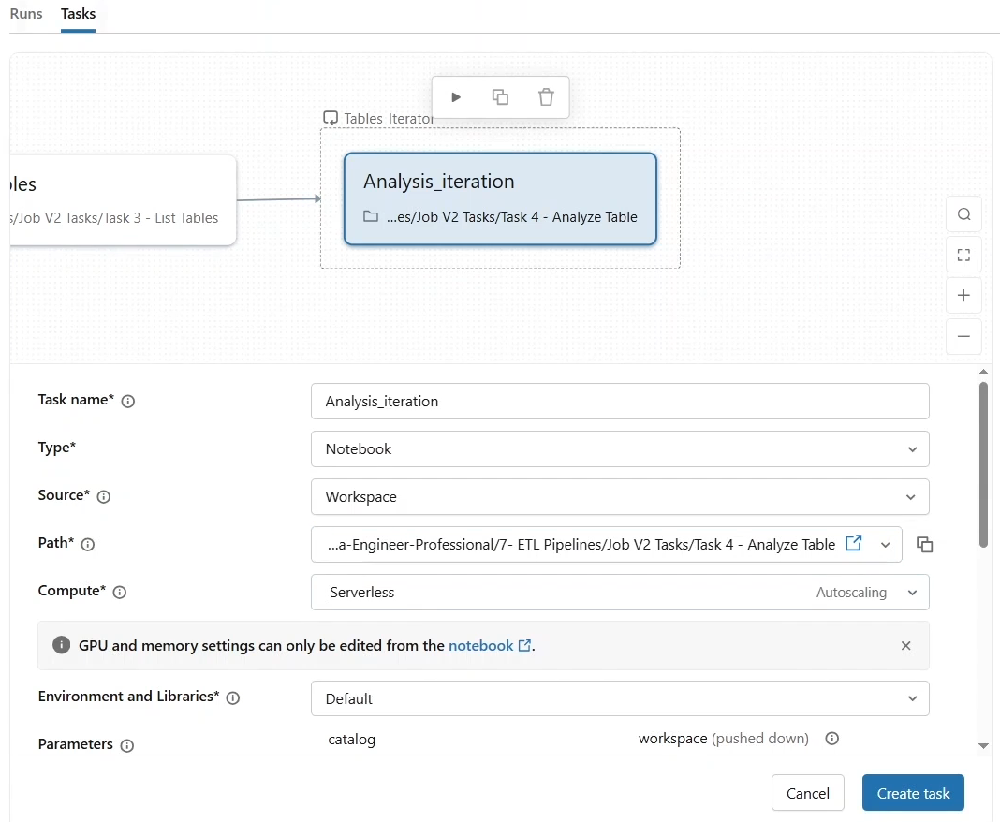 Runs Tasks
Tables_Iterator
Analysis_iteration
...es/Job V2 Tasks/Task 4 - Analyze Table
bles
s/Job V2 Tasks/Task 3 - List Tables
Task name* Analysis_iteration
Type* Notebook
Source* Workspace
Path* ...a-Engineer-Professional/7- ETL Pipelines/Job V2 Tasks/Task 4 - Analyze Table
Compute* Serverless Autoscaling
GPU and memory settings can only be edited from the notebook.
Environment and Libraries* Default
Parameters catalog workspace (pushed down)
Cancel Create task